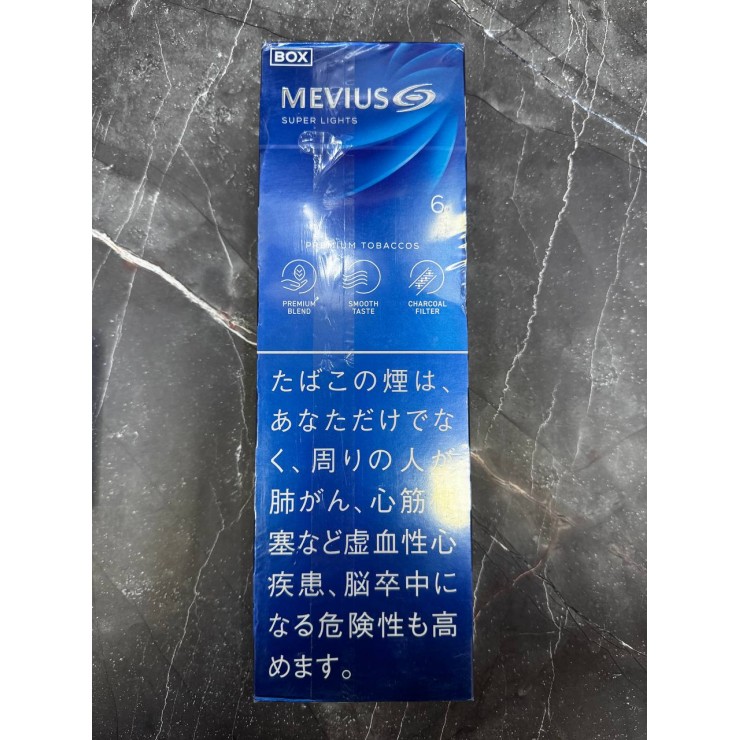 BOX
MEVIUS
SUPER LIGHTS
6
PREMIUM TOBACCOS
PREMIUM
BLEND
SMOOTH
TASTE
CHARCOAL
FILTER
たばこの煙は、
あなただけでな
く、周りの人が
肺がん、心筋
塞など虚血性心
疾患、脳卒中に
なる危険性も高
めます。